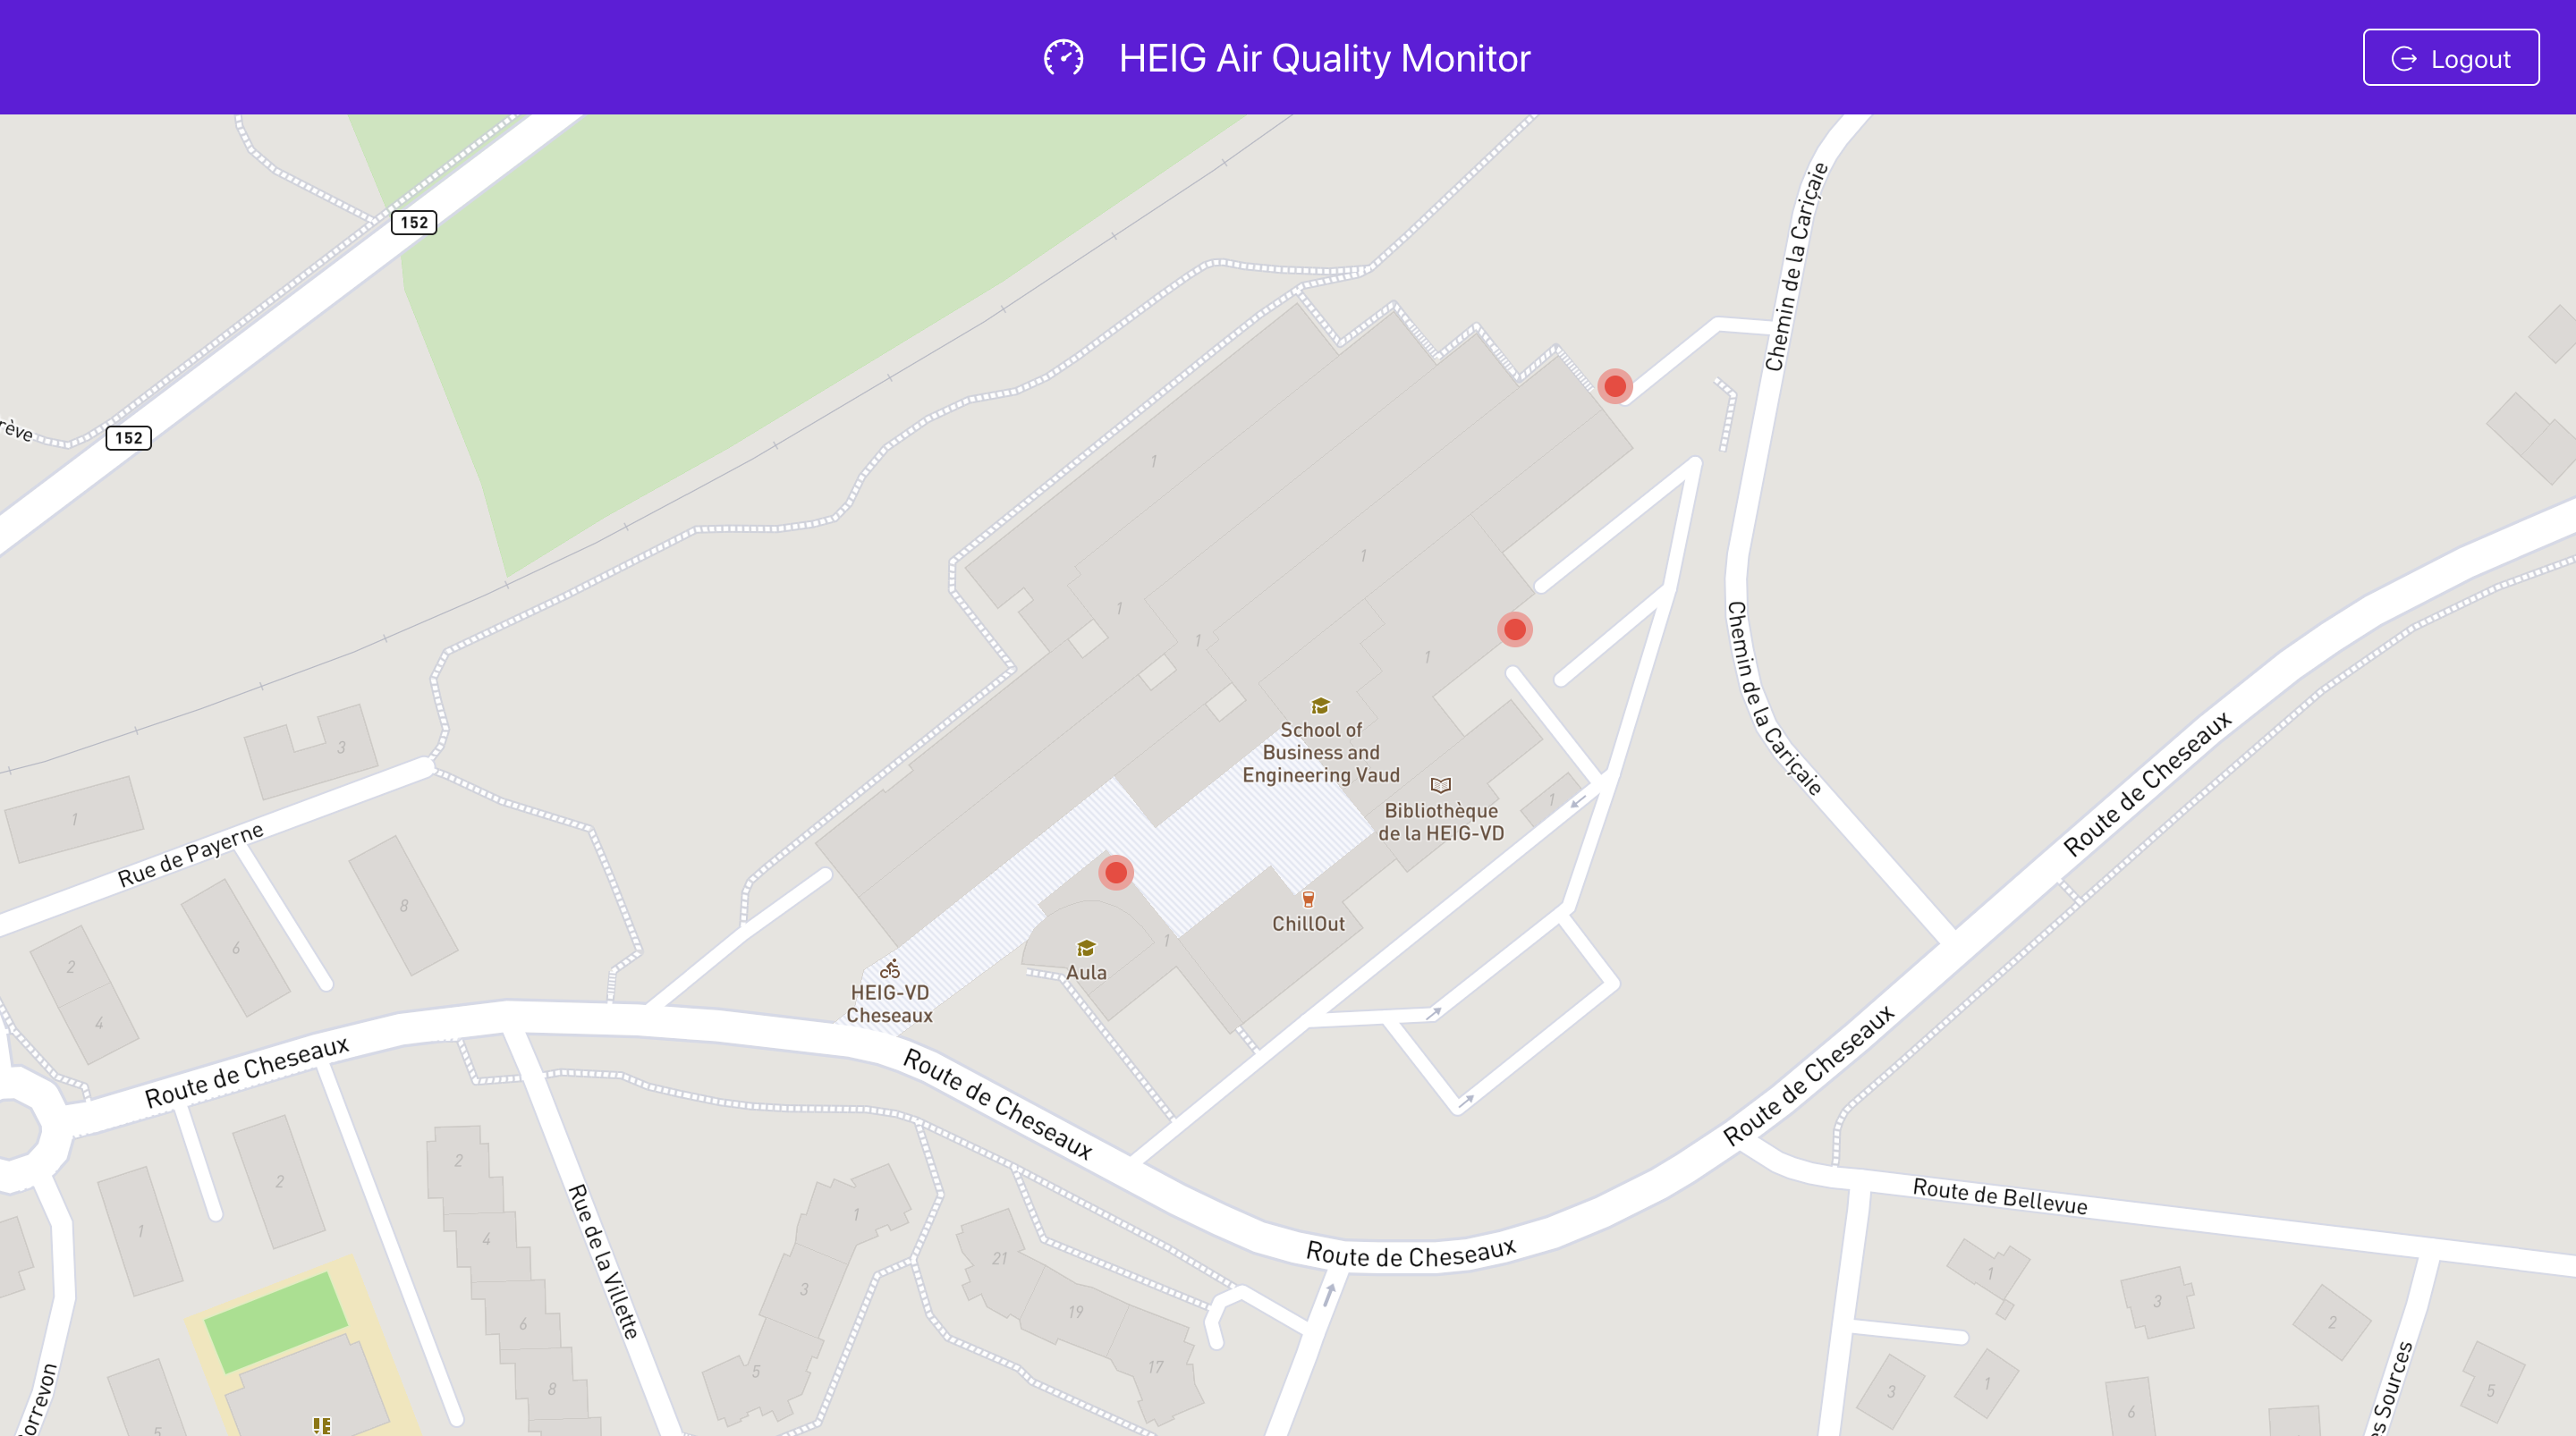 HEIG Air Quality Monitor
Logout
152
152
rève
Chemin de la Cariçaie
Chemin de la Cariçaie
1
1
1
1
1
School of
Business and
Engineering Vaud
Bibliothèque
de la HEIG-VD
1
ChillOut
1
Aula
HEIG-VD
Cheseaux
3
1
Rue de Payerne
8
6
2
4
Route de Cheseaux
Route de Cheseaux
Route de Cheseaux
Route de Cheseaux
Route de Cheseaux
Route de Bellevue
Rue de la Villette
2
1
2
4
6
8
5
1
3
5
21
19
17
1
3
2
3
1
6
5
orrevon
s Sources